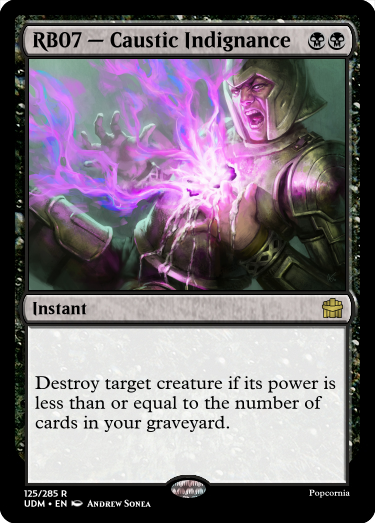 RB07 — Caustic Indignance
Instant
Destroy target creature if its power is
less than or equal to the number of
cards in your graveyard.
125/285 R
Popcornia
UDM • EN Andrew Sonea